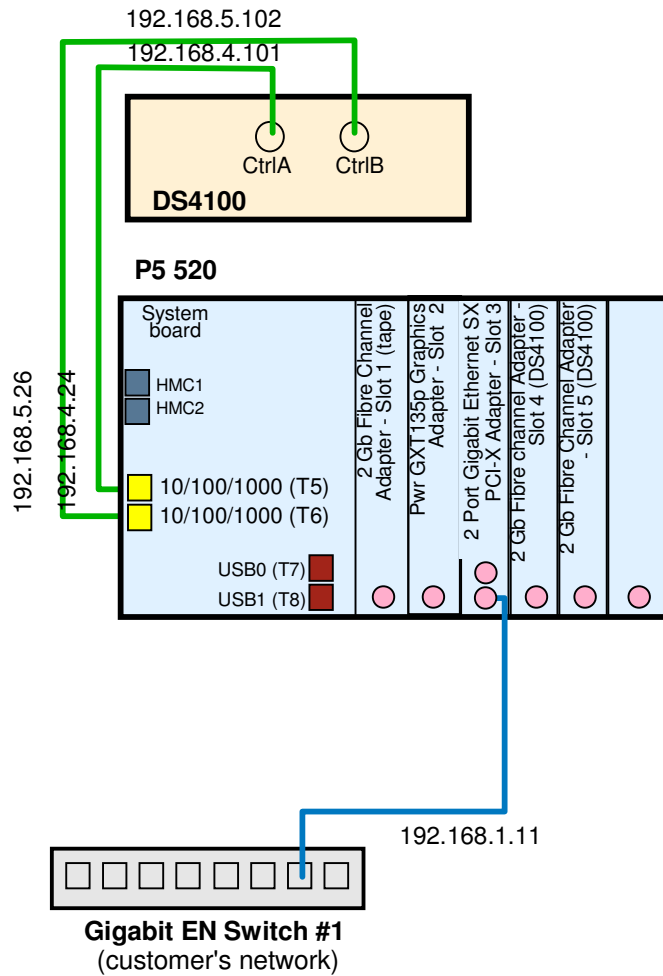 192.168.5.102
192.168.4.101
CtrlA
CtrlB
DS4100
P5 520
System
board
HMC1
HMC2
192.168.5.26
192.168.4.24
10/100/1000 (T5)
10/100/1000 (T6)
USB0 (T7)
USB1 (T8)
2 Gb Fibre Channel
Adapter - Slot 1 (tape)
Pwr GXT135p Graphics
Adapter - Slot 2
2 Port Gigabit Ethernet SX
PCI-X Adapter - Slot 3
2 Gb Fibre channel Adapter -
Slot 4 (DS4100)
2 Gb Fibre Channel Adapter
- Slot 5 (DS4100)
192.168.1.11
Gigabit EN Switch #1
(customer's network)